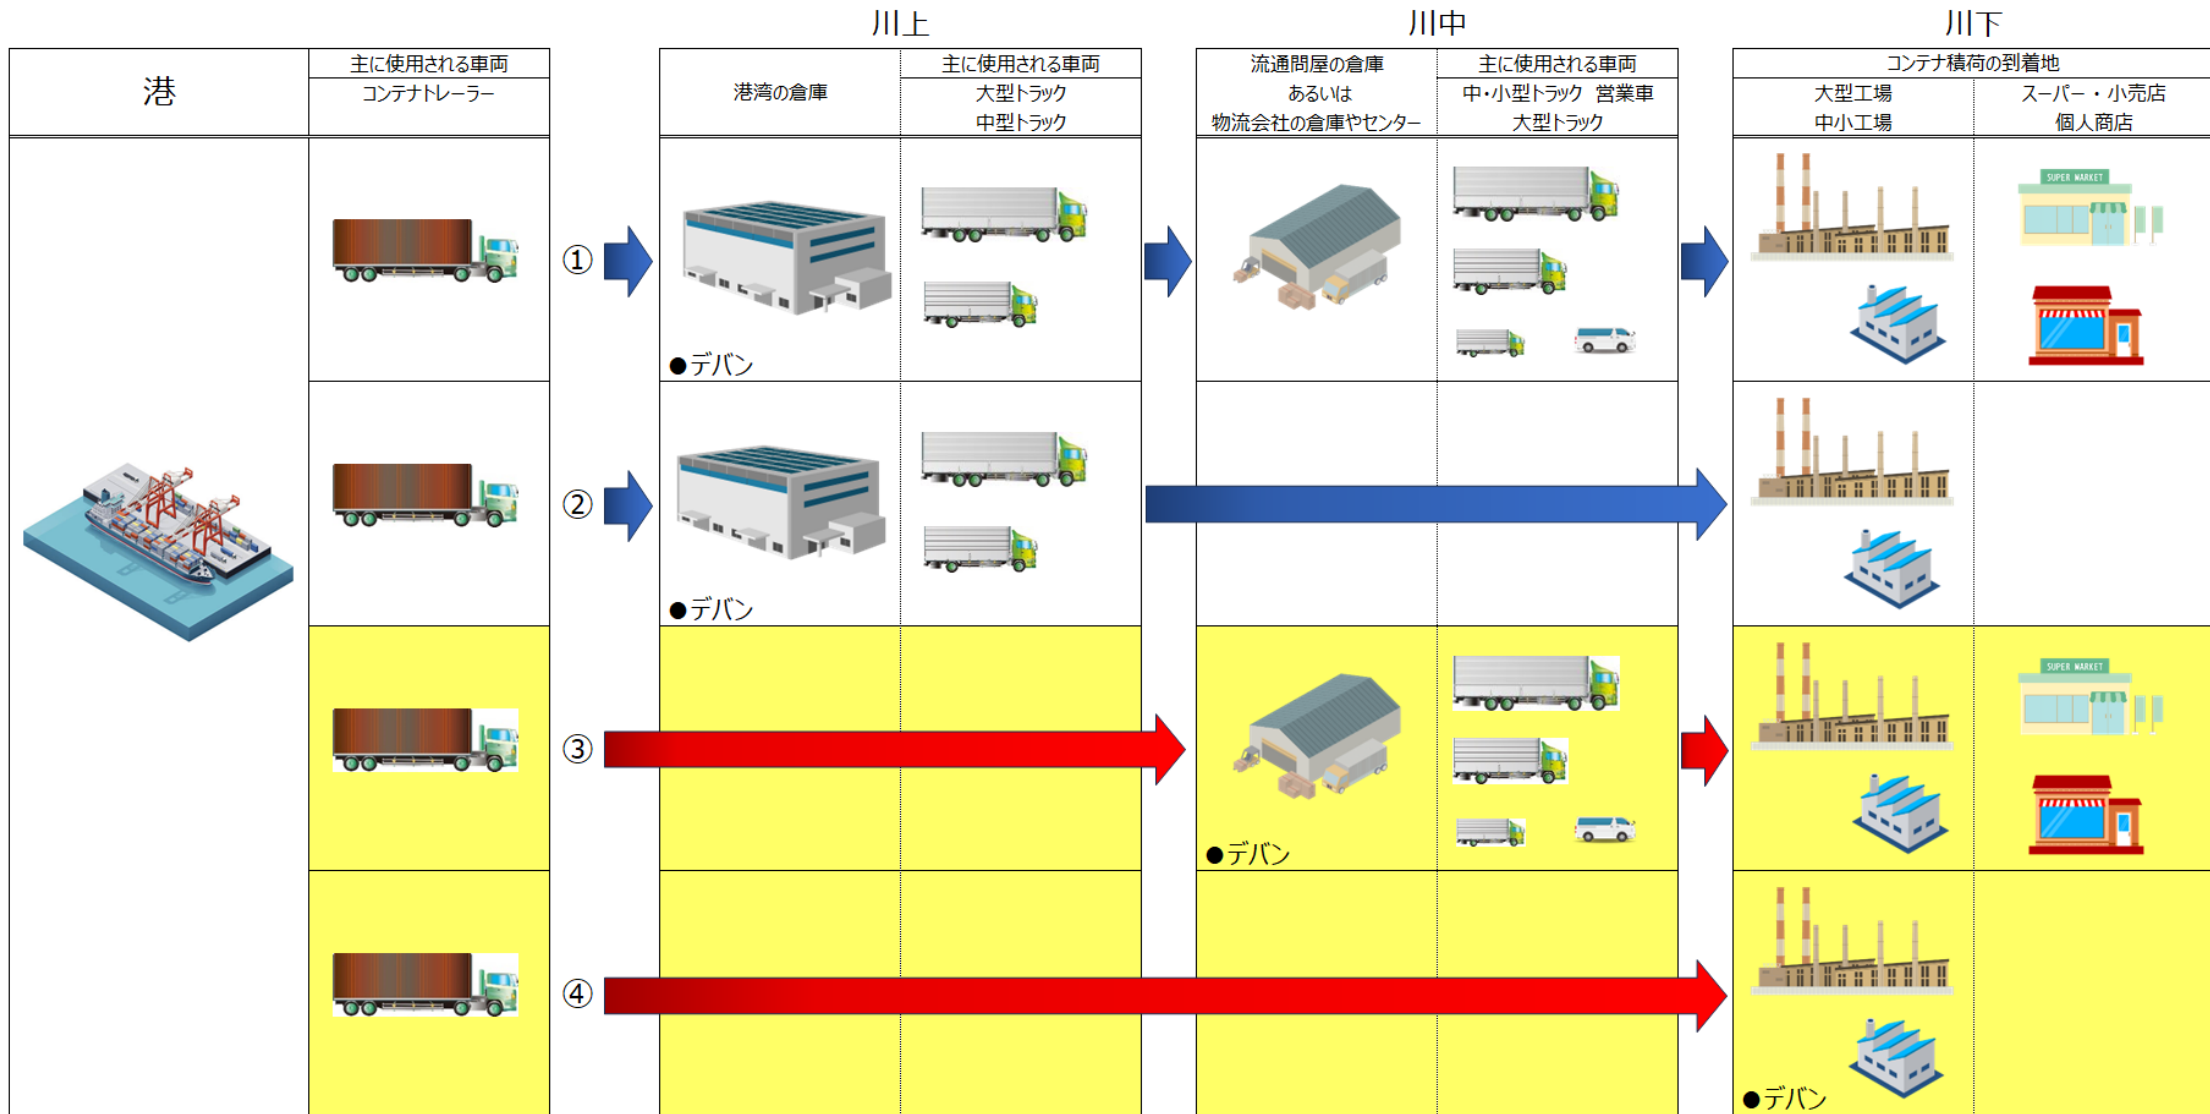 川上
川中
川下
港
主に使用される車両
コンテナトレーラー
港湾の倉庫
主に使用される車両
大型トラック
中型トラック
流通問屋の倉庫
あるいは
物流会社の倉庫やセンター
主に使用される車両
中・小型トラック 営業車
大型トラック
コンテナ積荷の到着地
大型工場
中小工場
スーパー・小売店
個人商店
①
●デバン
SUPER MARKET
②
●デバン
③
●デバン
SUPER MARKET
④
●デバン